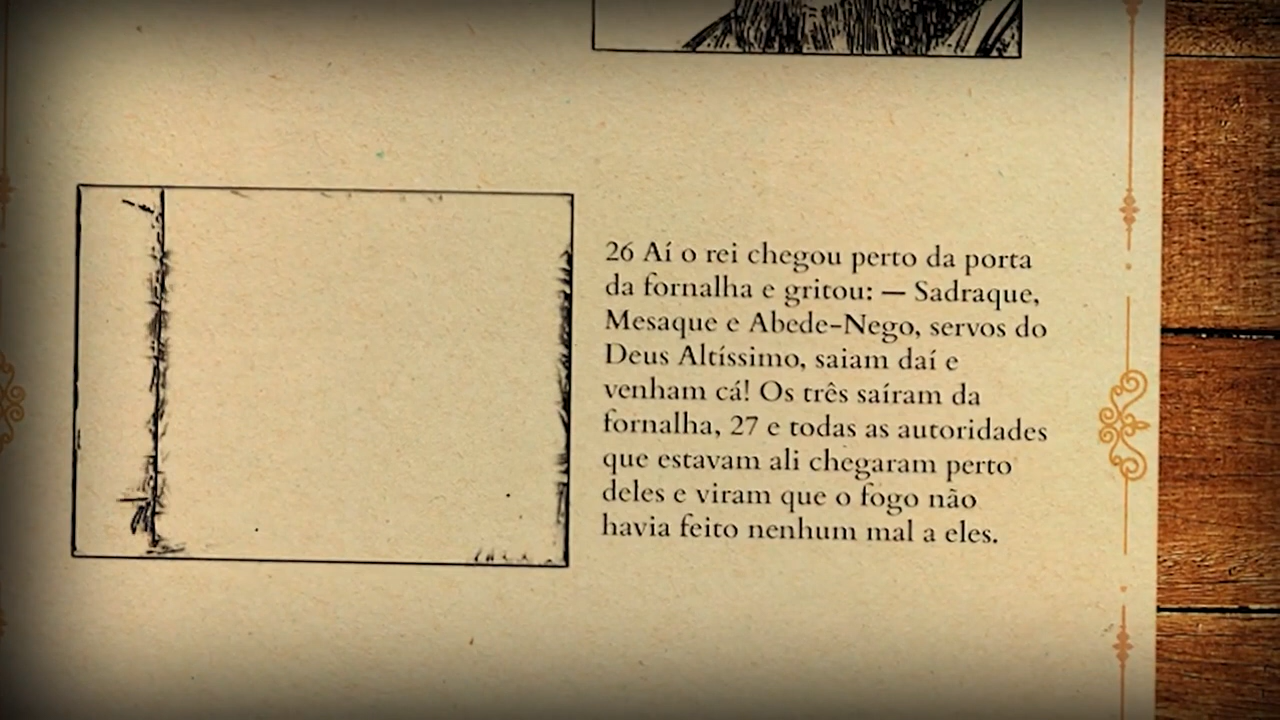 26 Aí o rei chegou perto da porta
da fornalha e gritou: — Sadraque,
Mesaque e Abede-Nego, servos do
Deus Altíssimo, saiam daí e
venham cá! Os três saíram da
fornalha, 27 e todas as autoridades
que estavam ali chegaram perto
deles e viram que o fogo não
havia feito nenhum mal a eles.